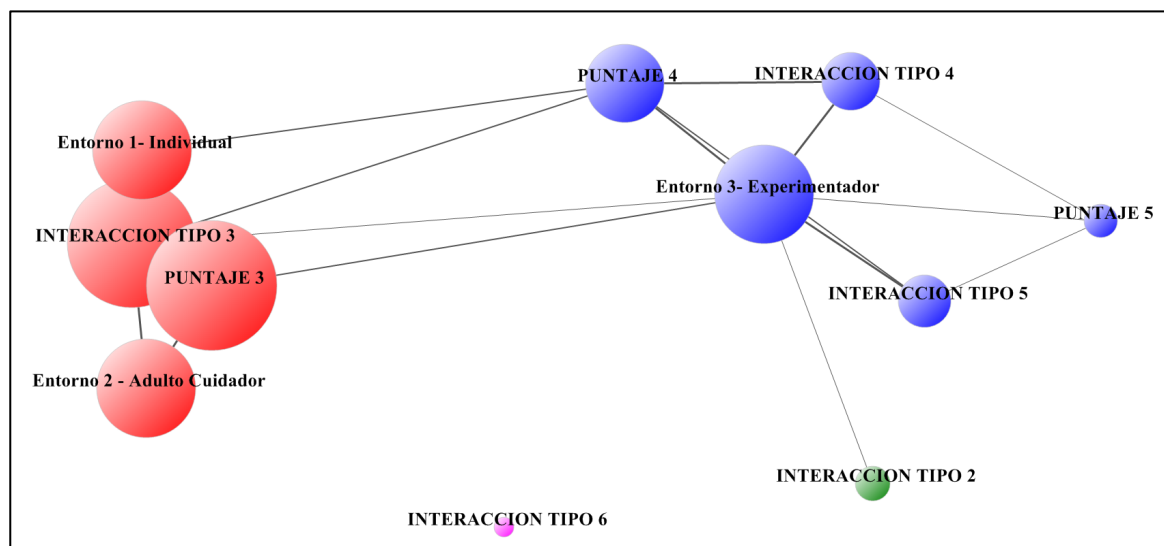 PUNTAJE 4
INTERACCION TIPO 4
Entorno 1- Individual
Entorno 3- Experimentador
PUNTAJE 5
INTERACCION TIPO 3
PUNTAJE 3
INTERACCION TIPO 5
Entorno 2 - Adulto Cuidador
INTERACCION TIPO 2
INTERACCION TIPO 6